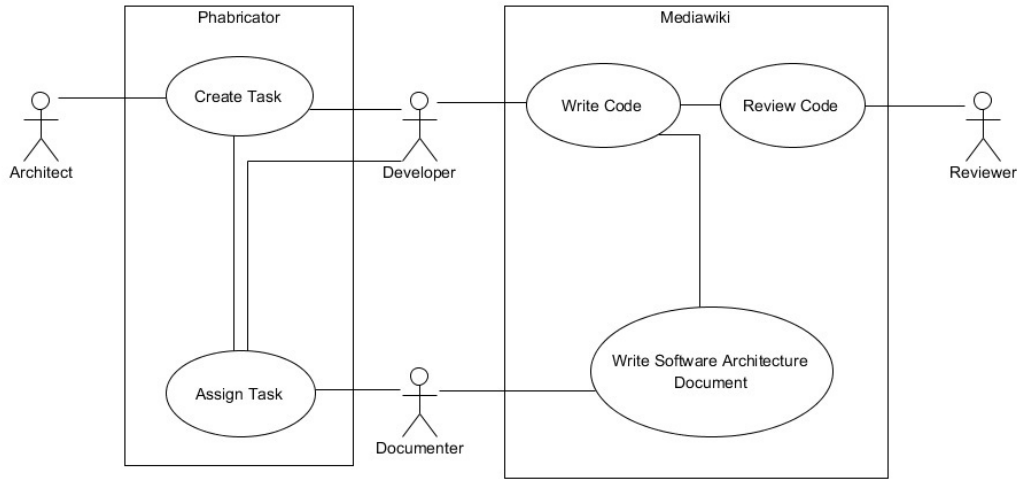 Phabricator
Mediawiki
Create Task
Write Code
Review Code
Architect
Developer
Reviewer
Write Software Architecture
Document
Assign Task
Documenter